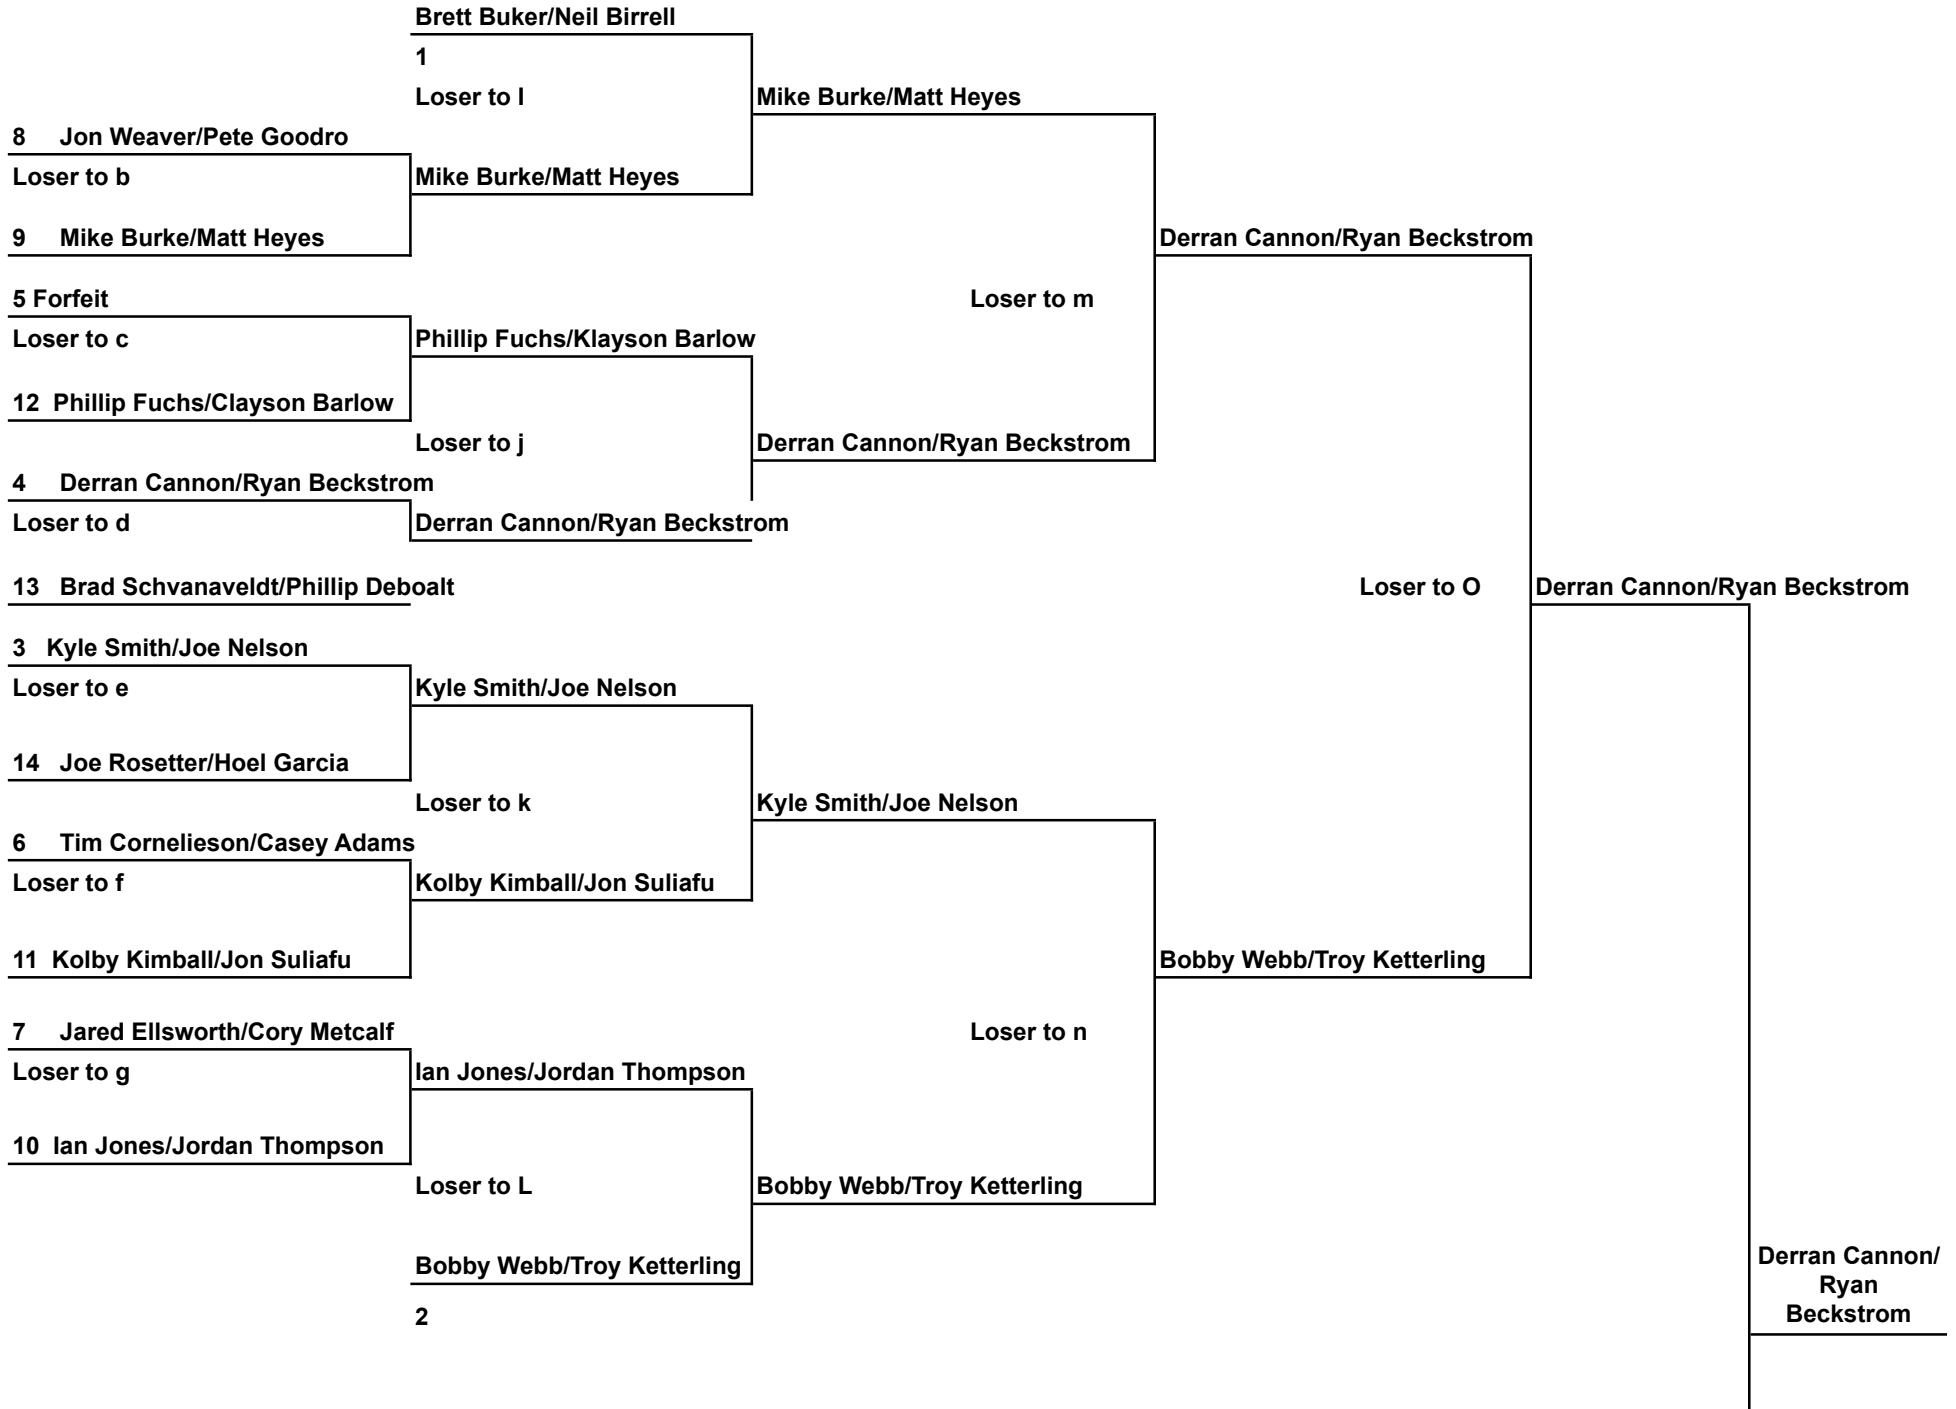 Brett Buker/Neil Birrell
1
Loser to I
Mike Burke/Matt Heyes
8 Jon Weaver/Pete Goodro
Loser to b
Mike Burke/Matt Heyes
9 Mike Burke/Matt Heyes
Derran Cannon/Ryan Beckstrom
5 Forfeit
Loser to m
Loser to c
Phillip Fuchs/Klayson Barlow
12 Phillip Fuchs/Clayson Barlow
Loser to j
Derran Cannon/Ryan Beckstrom
4 Derran Cannon/Ryan Beckstrom
Loser to d
Derran Cannon/Ryan Beckstrom
13 Brad Schvanaveldt/Phillip Deboalt
Loser to O
Derran Cannon/Ryan Beckstrom
3 Kyle Smith/Joe Nelson
Loser to e
Kyle Smith/Joe Nelson
14 Joe Rosetter/Hoel Garcia
Loser to k
Kyle Smith/Joe Nelson
6 Tim Cornelieson/Casey Adams
Loser to f
Kolby Kimball/Jon Suliafu
11 Kolby Kimball/Jon Suliafu
Bobby Webb/Troy Ketterling
7 Jared Ellsworth/Cory Metcalf
Loser to n
Loser to g
Ian Jones/Jordan Thompson
10 Ian Jones/Jordan Thompson
Loser to L
Bobby Webb/Troy Ketterling
Bobby Webb/Troy Ketterling
2
Derran Cannon/
Ryan
Beckstrom